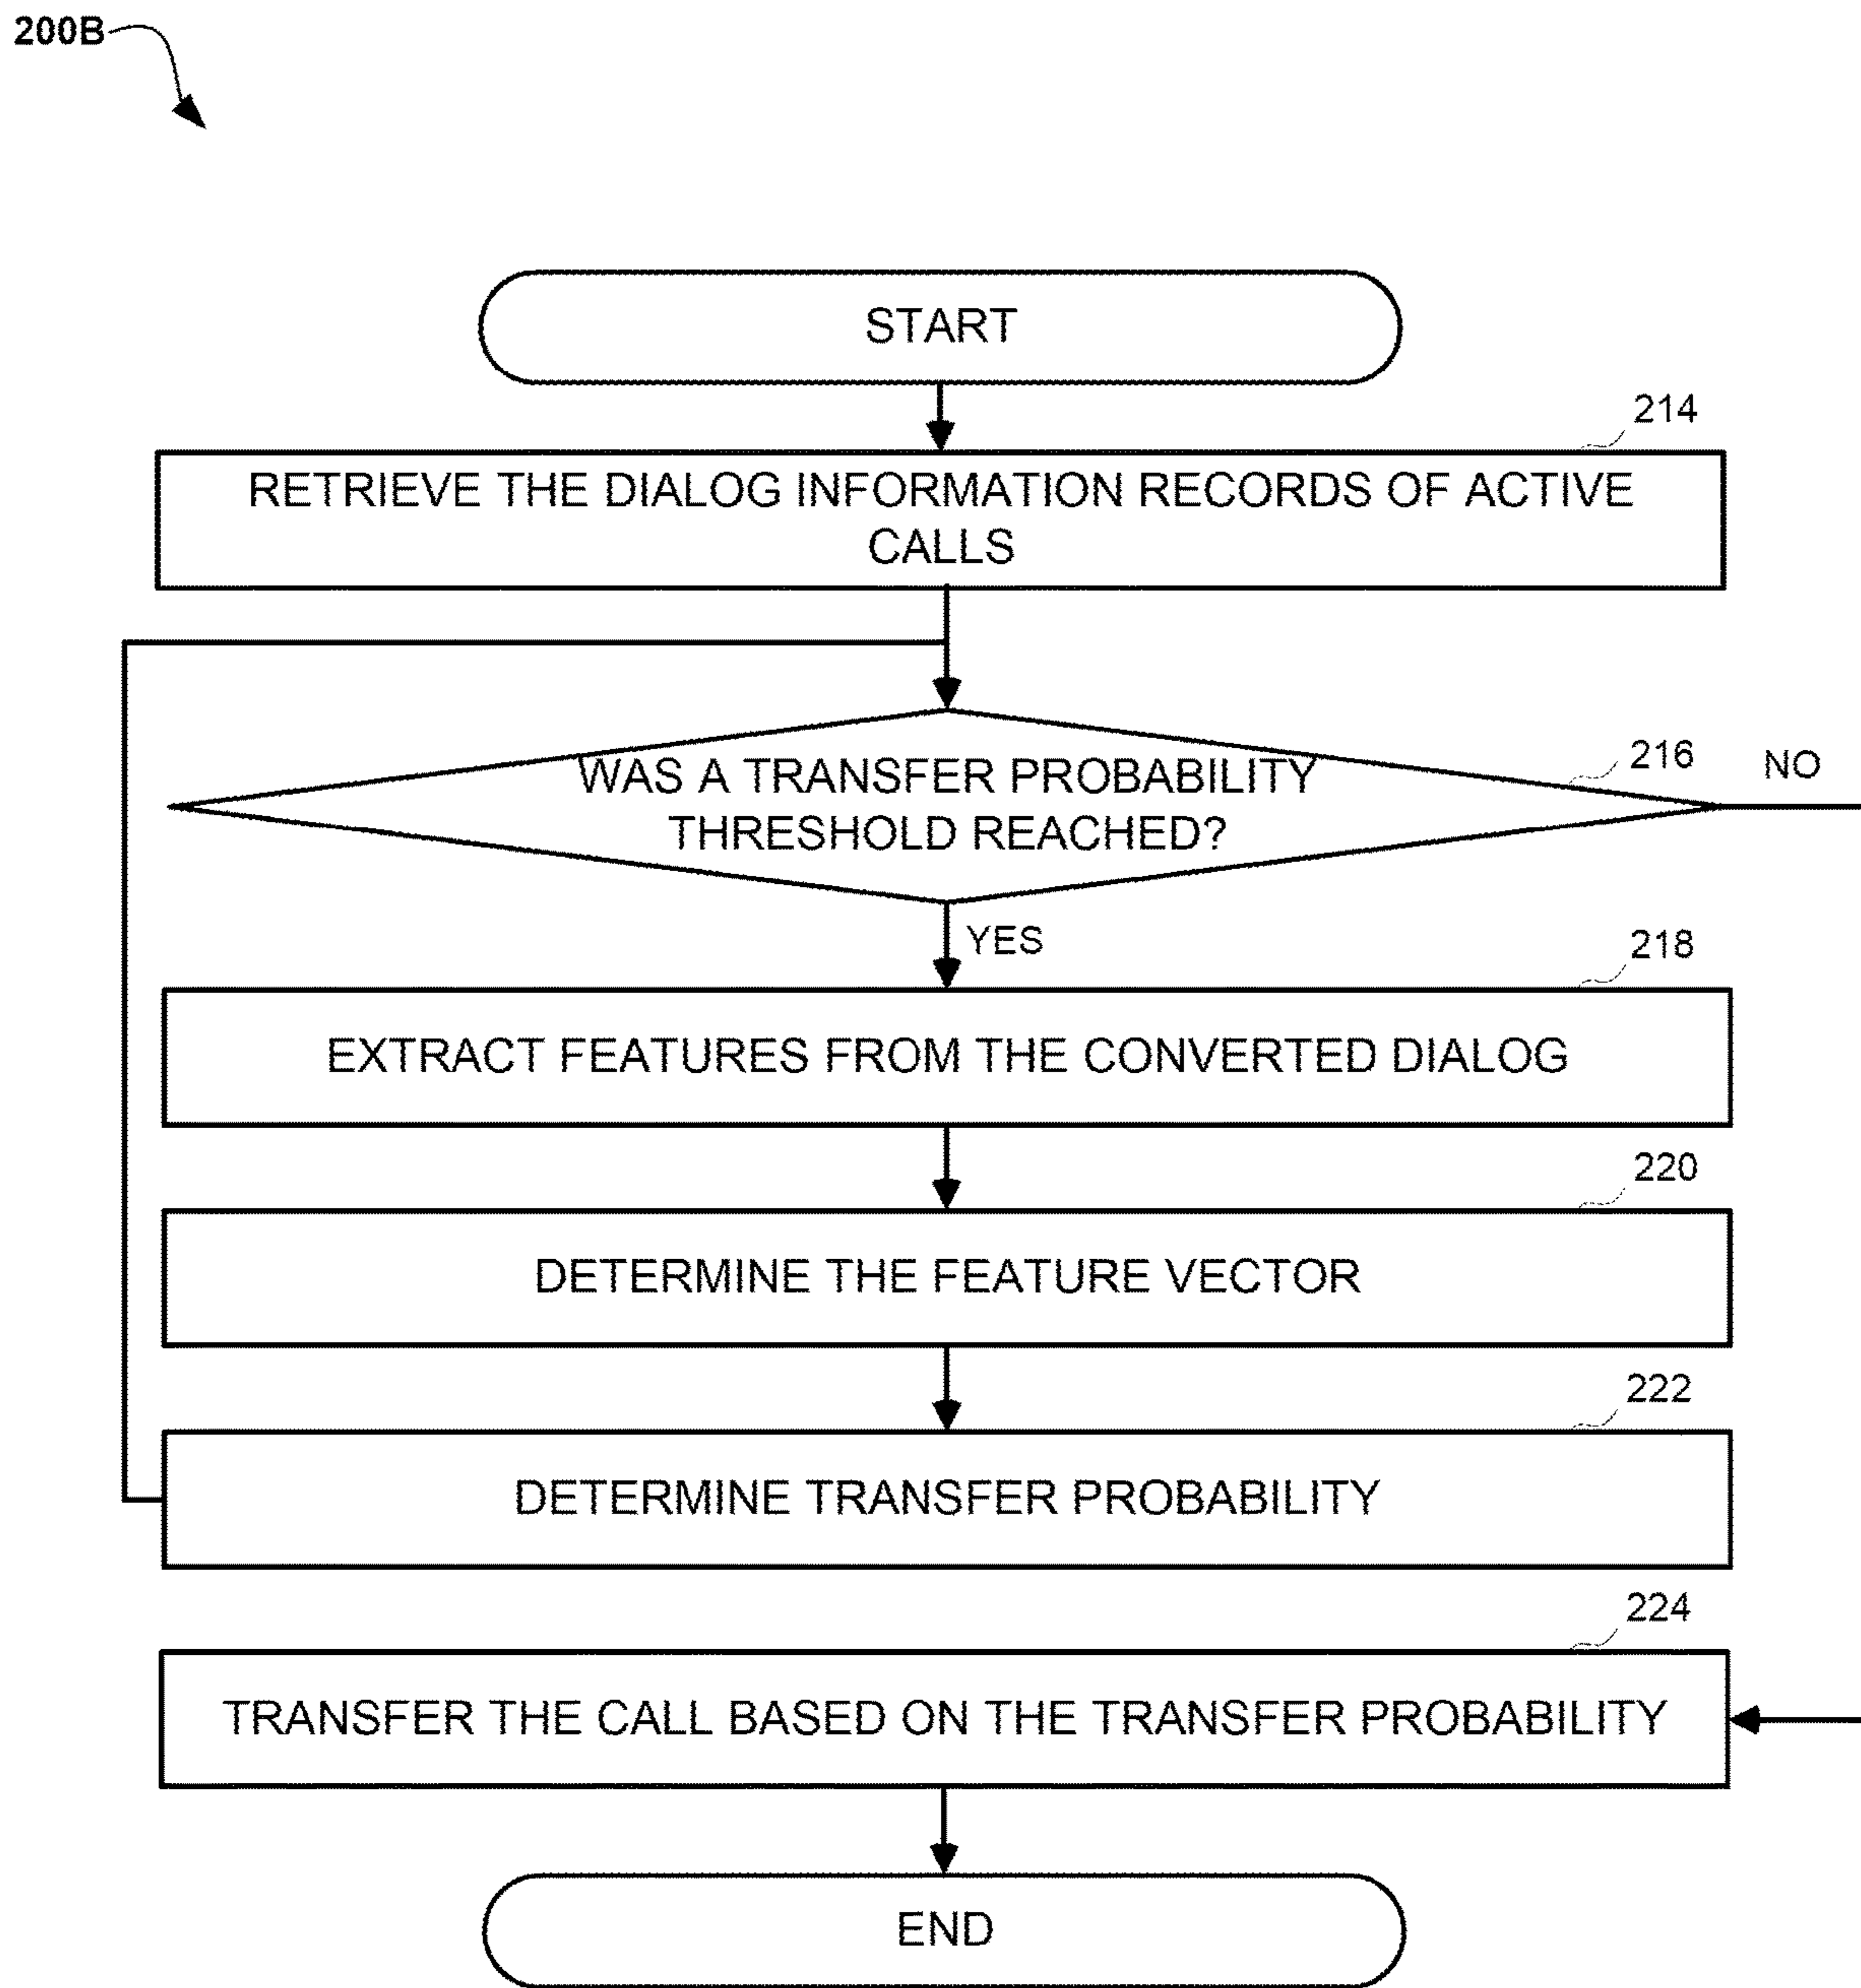 200B
START
214
RETRIEVE THE DIALOG INFORMATION RECORDS OF ACTIVE
CALLS
216
NO
WAS A TRANSFER PROBABILITY
THRESHOLD REACHED?
YES
218
EXTRACT FEATURES FROM THE CONVERTED DIALOG
220
DETERMINE THE FEATURE VECTOR
222
DETERMINE TRANSFER PROBABILITY
224
TRANSFER THE CALL BASED ON THE TRANSFER PROBABILITY
END